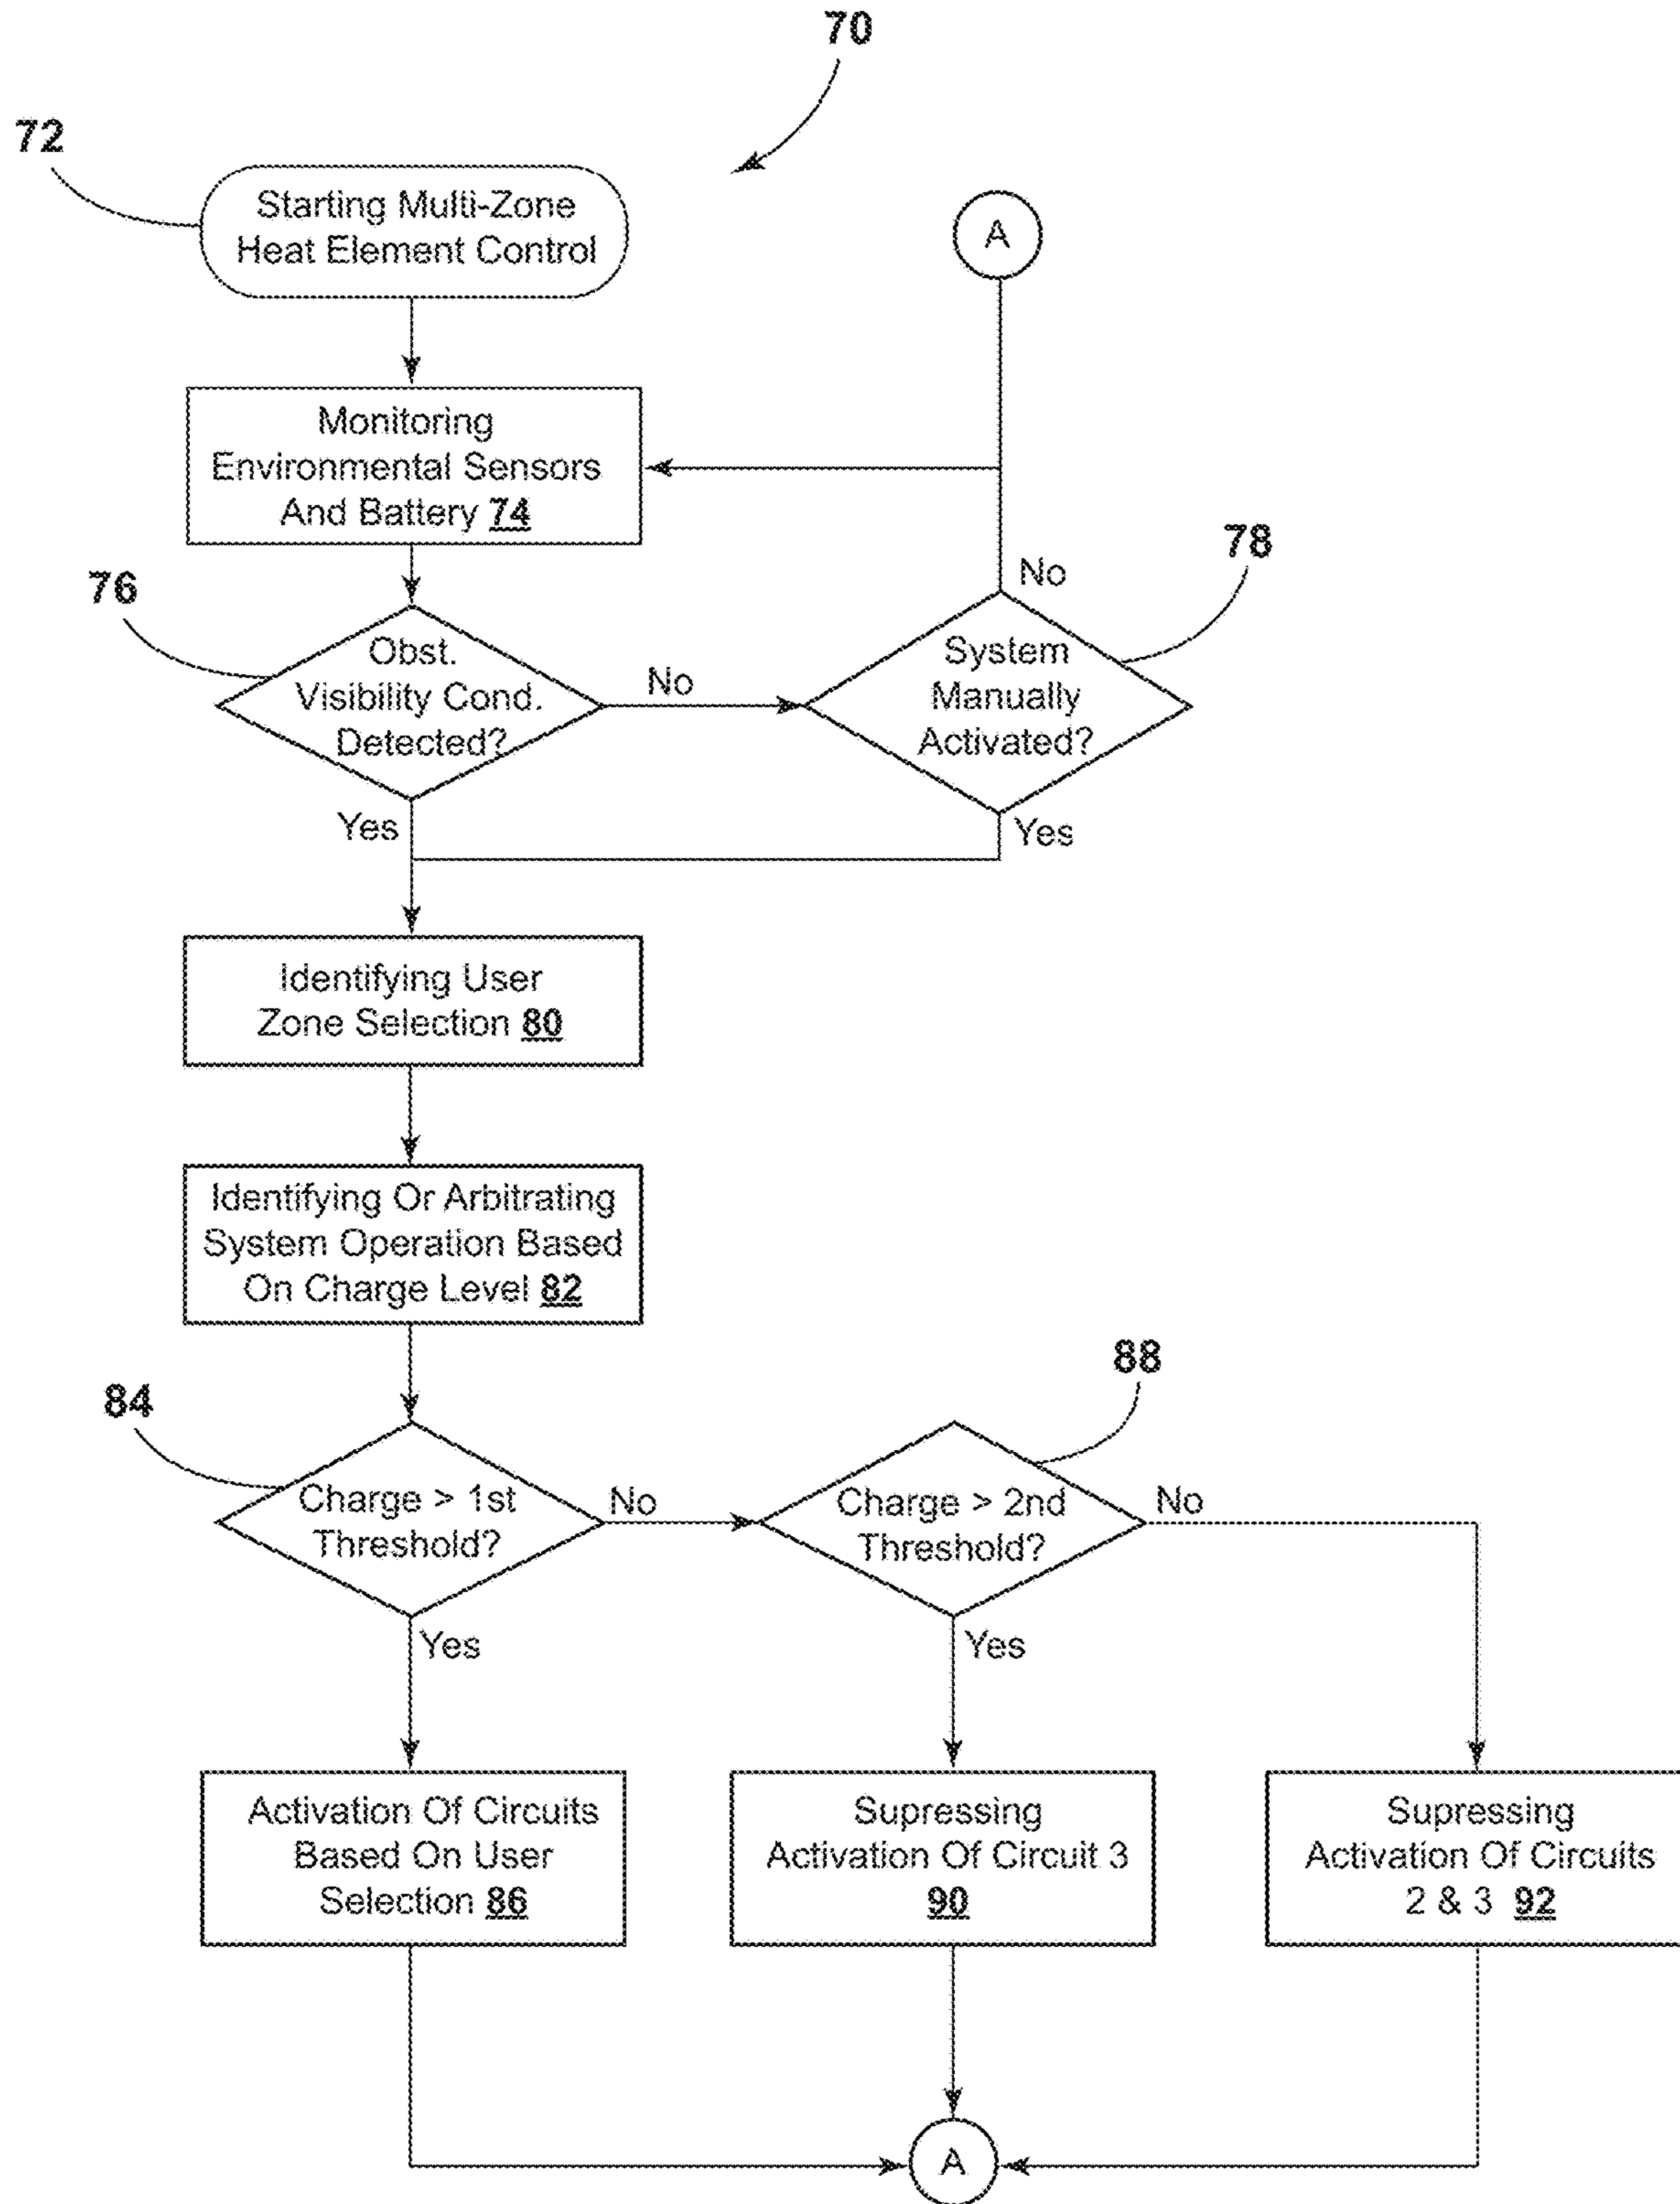 70
72
Starting Multi-Zone
Heat Element Control
A
Monitoring
Environmental Sensors
And Battery 74
76
78
No
Obst.
Visibility Cond.
Detected?
No
System
Manually
Activated?
Yes
Yes
Identifying User
Zone Selection 80
Identifying Or Arbitrating
System Operation Based
On Charge Level 82
84
88
Charge > 1st
Threshold?
No
Charge > 2nd
Threshold?
No
Yes
Yes
Activation Of Circuits
Based On User
Selection 86
Supressing
Activation Of Circuit 3
90
Supressing
Activation Of Circuits
2 & 3 92
A